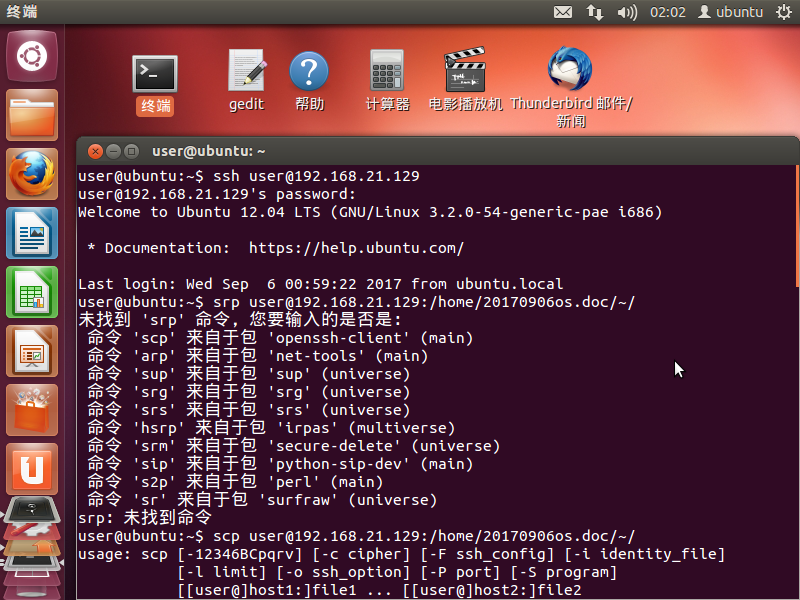 终端
02:02 ubuntu
终端 gedit 帮助 计算器 电影播放机 Thunderbird 邮件/
新闻
user@ubuntu: ~
user@ubuntu:~$ ssh user@192.168.21.129
user@192.168.21.129's password:
Welcome to Ubuntu 12.04 LTS (GNU/Linux 3.2.0-54-generic-pae i686)
* Documentation:  https://help.ubuntu.com/
Last login: Wed Sep  6 00:59:22 2017 from ubuntu.local
user@ubuntu:~$ srp user@192.168.21.129:/home/20170906os.doc/~/
未找到 'srp' 命令，您要输入的是否是：
命令 'scp' 来自于包 'openssh-client' (main)
命令 'arp' 来自于包 'net-tools' (main)
命令 'sup' 来自于包 'sup' (universe)
命令 'srg' 来自于包 'srg' (universe)
命令 'srs' 来自于包 'srs' (universe)
命令 'hsrp' 来自于包 'irpas' (multiverse)
命令 'srm' 来自于包 'secure-delete' (universe)
命令 'sip' 来自于包 'python-sip-dev' (main)
命令 's2p' 来自于包 'perl' (main)
命令 'sr' 来自于包 'surfraw' (universe)
srp：未找到命令
user@ubuntu:~$ scp user@192.168.21.129:/home/20170906os.doc/~/
usage: scp [-12346BCpqrv] [-c cipher] [-F ssh_config] [-i identity_file]
[-l limit] [-o ssh_option] [-P port] [-S program]
[[user@]host1:]file1 ... [[user@]host2:]file2